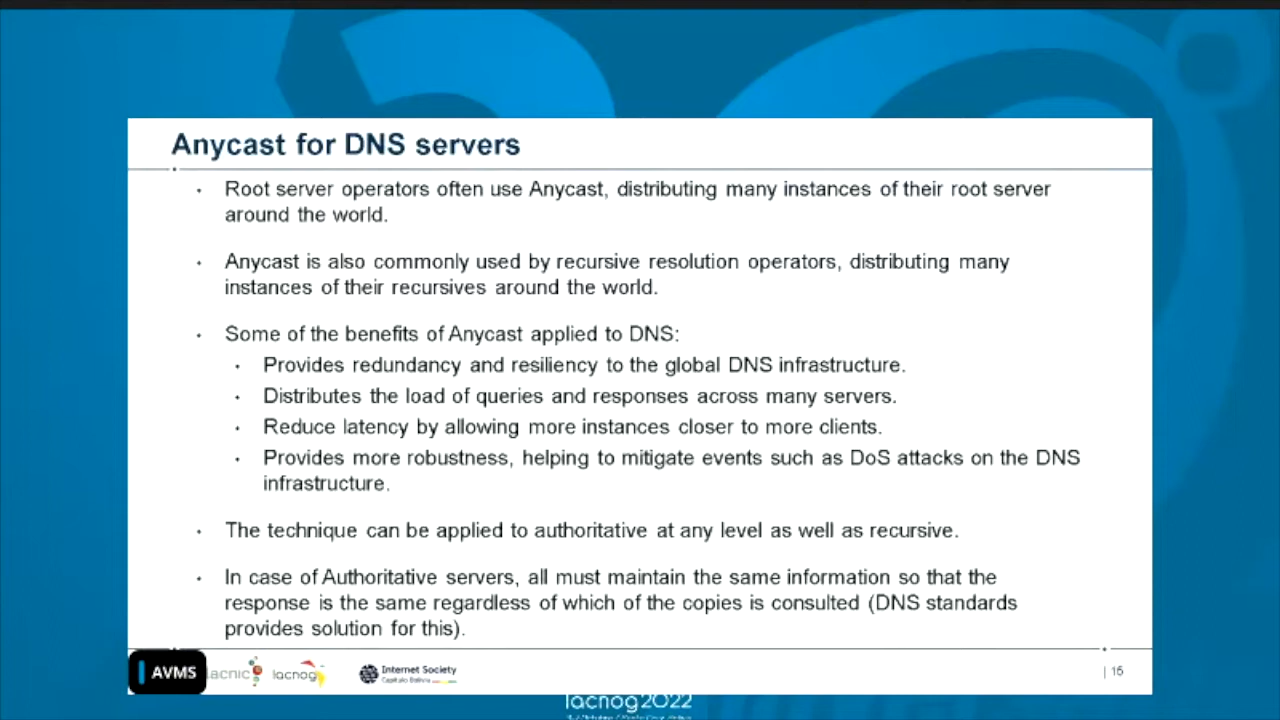 Anycast for DNS servers
• Root server operators often use Anycast, distributing many instances of their root server
around the world.
• Anycast is also commonly used by recursive resolution operators, distributing many
instances of their recursives around the world.
• Some of the benefits of Anycast applied to DNS:
• Provides redundancy and resiliency to the global DNS infrastructure.
• Distributes the load of queries and responses across many servers.
• Reduce latency by allowing more instances closer to more clients.
• Provides more robustness, helping to mitigate events such as DoS attacks on the DNS
infrastructure.
• The technique can be applied to authoritative at any level as well as recursive.
• In case of Authoritative servers, all must maintain the same information so that the
response is the same regardless of which of the copies is consulted (DNS standards
provides solution for this).
AVMS
lacnic
lacnog
Internet Society
Capítulo Bolivia
| 15
lacnog2022